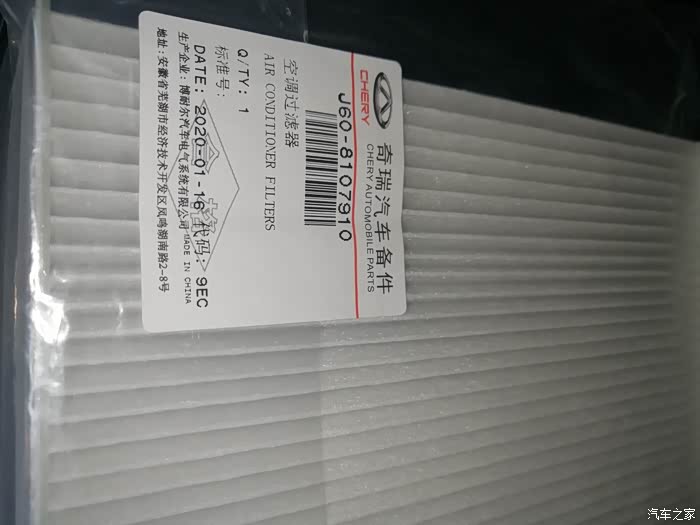 奇瑞汽车备件
CHERY AUTOMOBILE PARTS
CHERY
J60-8107910
空调过滤器
AIR CONDITIONER FILTERS
Q/TY: 1
标准号:
DATE: 2020-01-16 代码: 9EC
生产企业: 博耐尔汽车电气系统有限公司 MADE IN CHINA
地址: 安徽省芜湖市经济技术开发区凤鸣湖南路2-8号
汽车之家